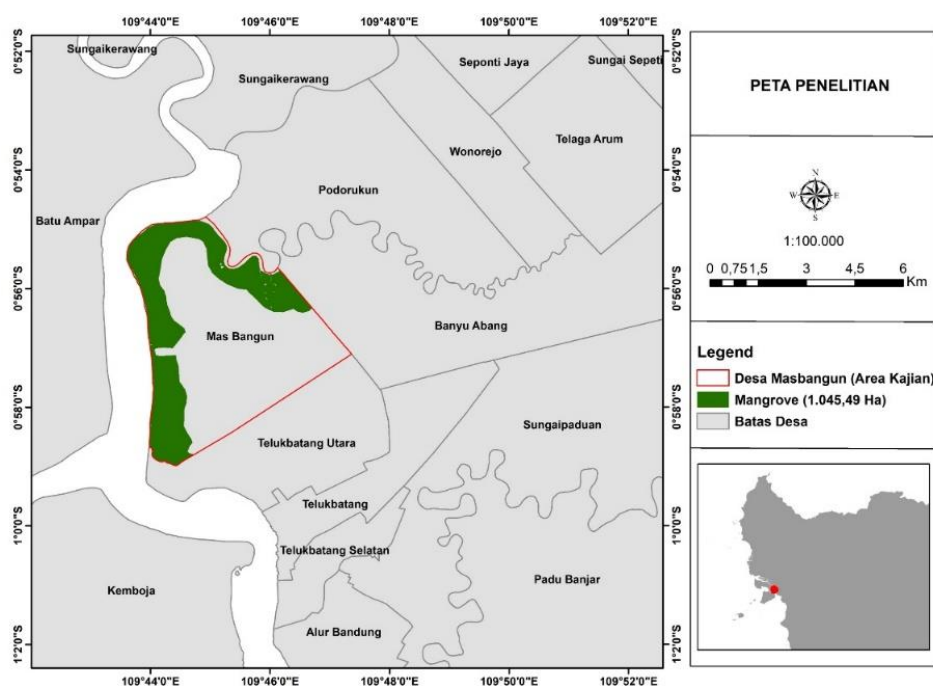 109°44'0"E 109°46'0"E 109°48'0"E 109°50'0"E 109°52'0"E
0°52'0"S
0°54'0"S
0°56'0"S
0°58'0"S
1°0'0"S
1°2'0"S
Sungaikerawang
Sungaikerawang
Seponti Jaya
Sungai Sepeti
Telaga Arum
Wonorejo
Podorukun
Batu Ampar
Mas Bangun
Banyu Abang
Telukbatang Utara
Sungaipaduan
Telukbatang
Telukbatang Selatan
Kemboja
Padu Banjar
Alur Bandung
0°52'0"S
0°54'0"S
0°56'0"S
0°58'0"S
1°0'0"S
1°2'0"S
109°44'0"E 109°46'0"E 109°48'0"E 109°50'0"E 109°52'0"E
PETA PENELITIAN
N
W E
S
1:100.000
0 0,75 1,5 3 4,5 6
Km
Legend
Desa Masbangun (Area Kajian)
Mangrove (1.045,49 Ha)
Batas Desa